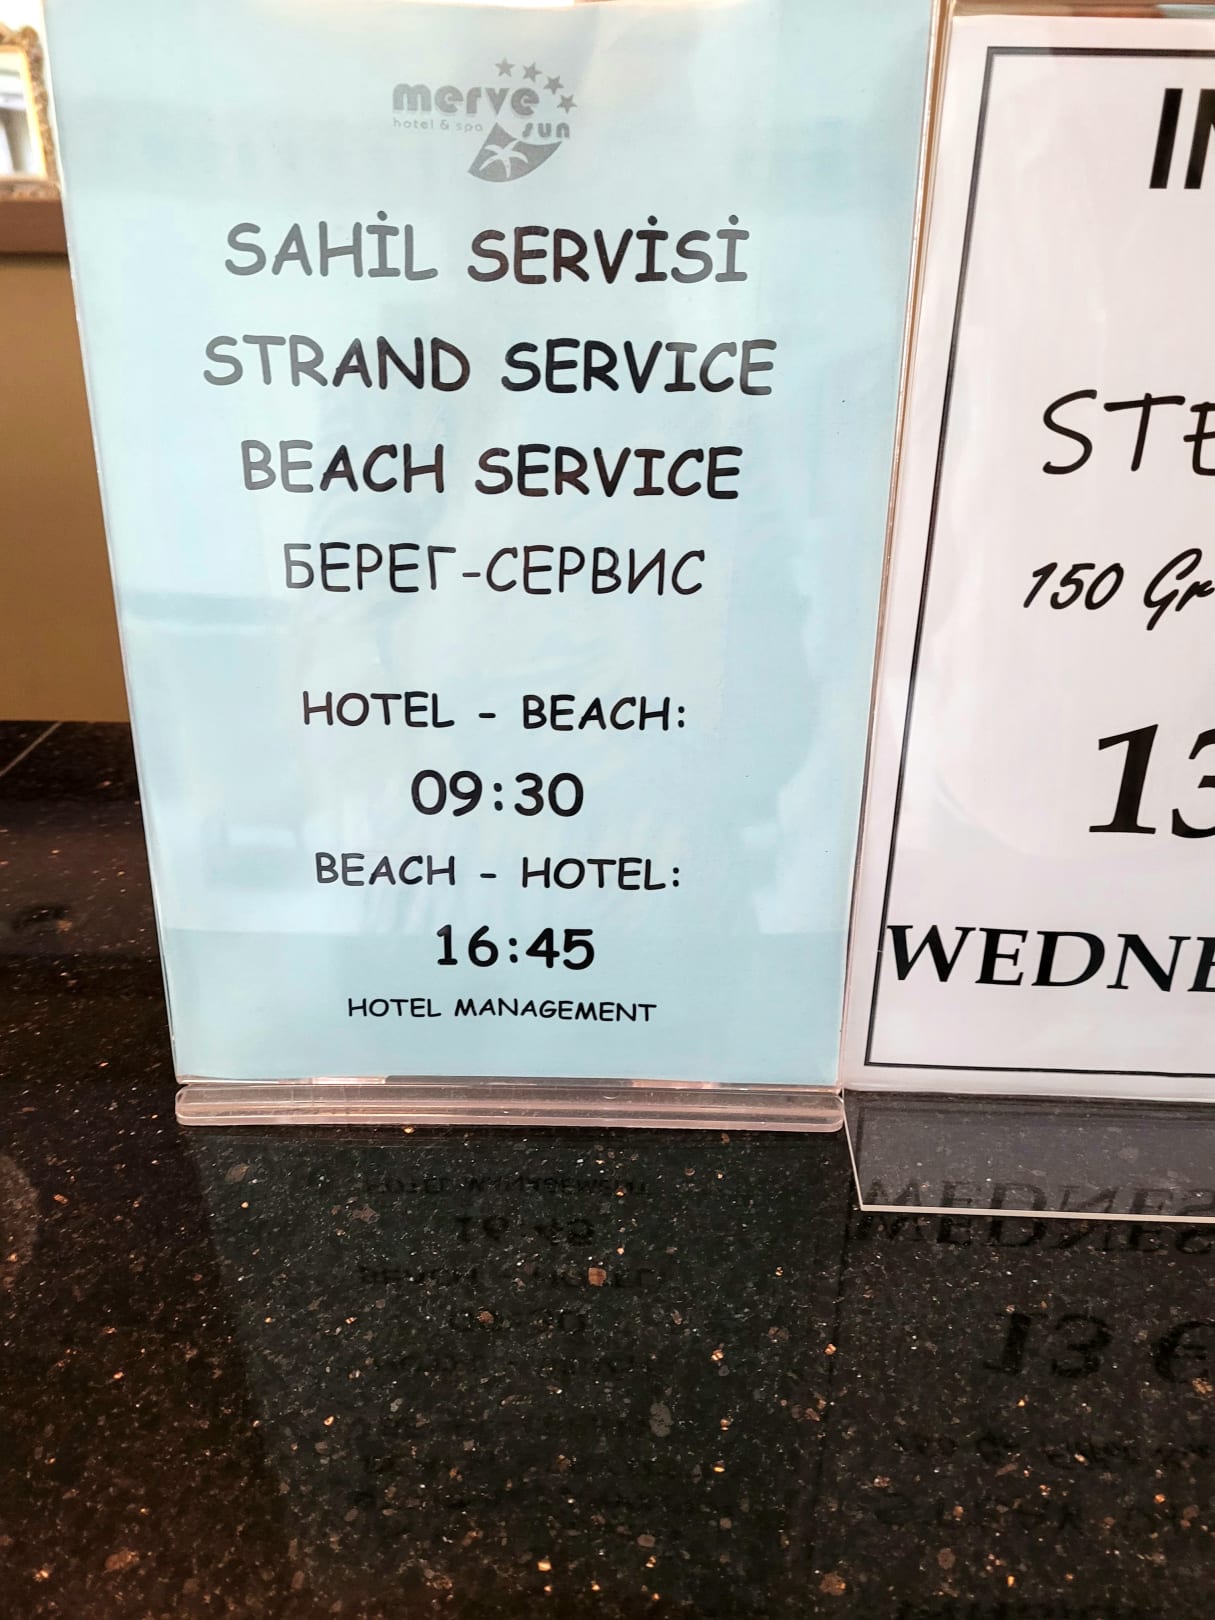 merve
hotel & spa sun
SAHİL SERVİSİ
STRAND SERVICE
BEACH SERVICE
БЕРЕГ-СЕРВИС
HOTEL - BEACH:
09:30
BEACH - HOTEL:
16:45
HOTEL MANAGEMENT
150